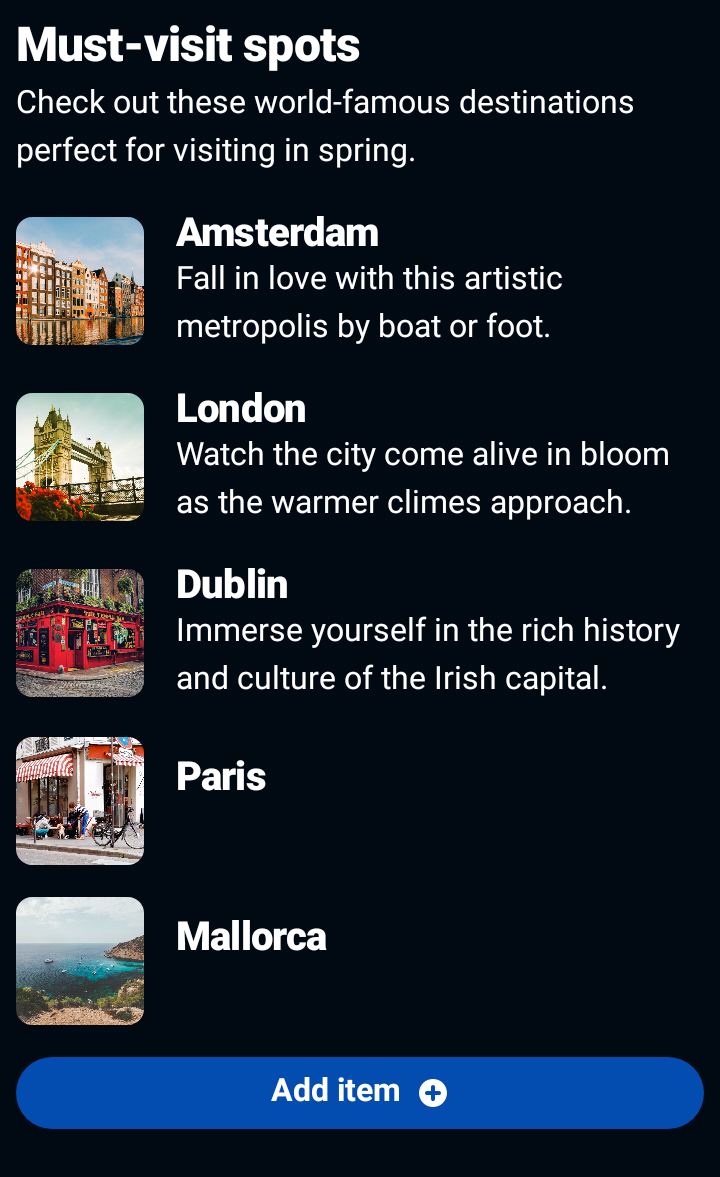 Must-visit spots
Check out these world-famous destinations
perfect for visiting in spring.
Amsterdam
Fall in love with this artistic
metropolis by boat or foot.
London
Watch the city come alive in bloom
as the warmer climes approach.
Dublin
Immerse yourself in the rich history
and culture of the Irish capital.
Paris
Mallorca
Add item